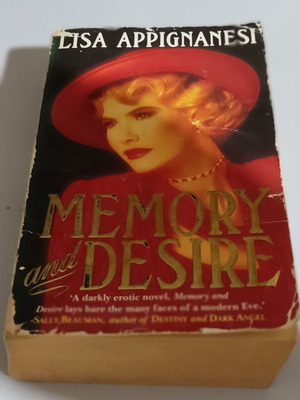 LISA APPIGNANESI
MEMORY
and DESIRE
'A darkly erotic novel, Memory and
Desire lays bare the many faces of a modern Eve.'
-SALLY BEAUMAN, author of DESTINY and DARK ANGEL